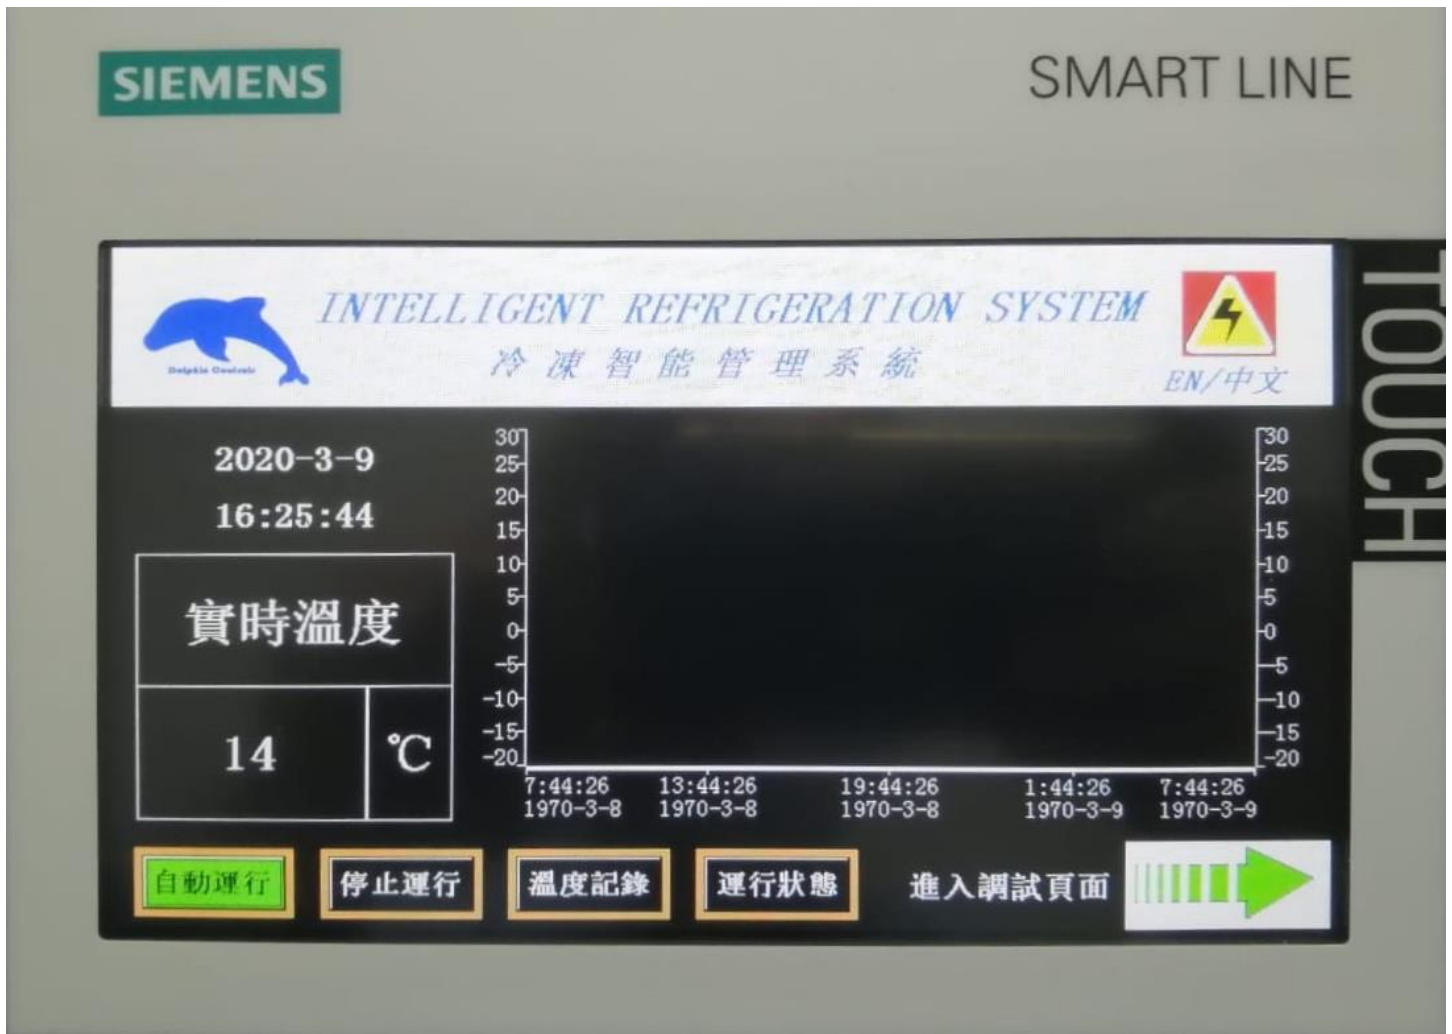 SIEMENS
SMART LINE
TOUCH
INTELLIGENT REFRIGERATION SYSTEM
冷凍智能管理系統
Dolphin Controls
EN/中文
2020-3-9
16:25:44
實時溫度
14 ℃
30 30
25 25
20 20
15 15
10 10
5 5
0 0
-5 -5
-10 -10
-15 -15
-20 -20
7:44:26 13:44:26 19:44:26 1:44:26 7:44:26
1970-3-8 1970-3-8 1970-3-8 1970-3-9 1970-3-9
自動運行 停止運行 溫度記錄 運行狀態 進入調試頁面